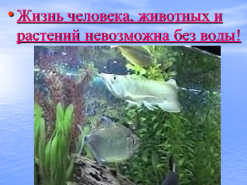 Жизнь человека, животных и
растений невозможна без воды!